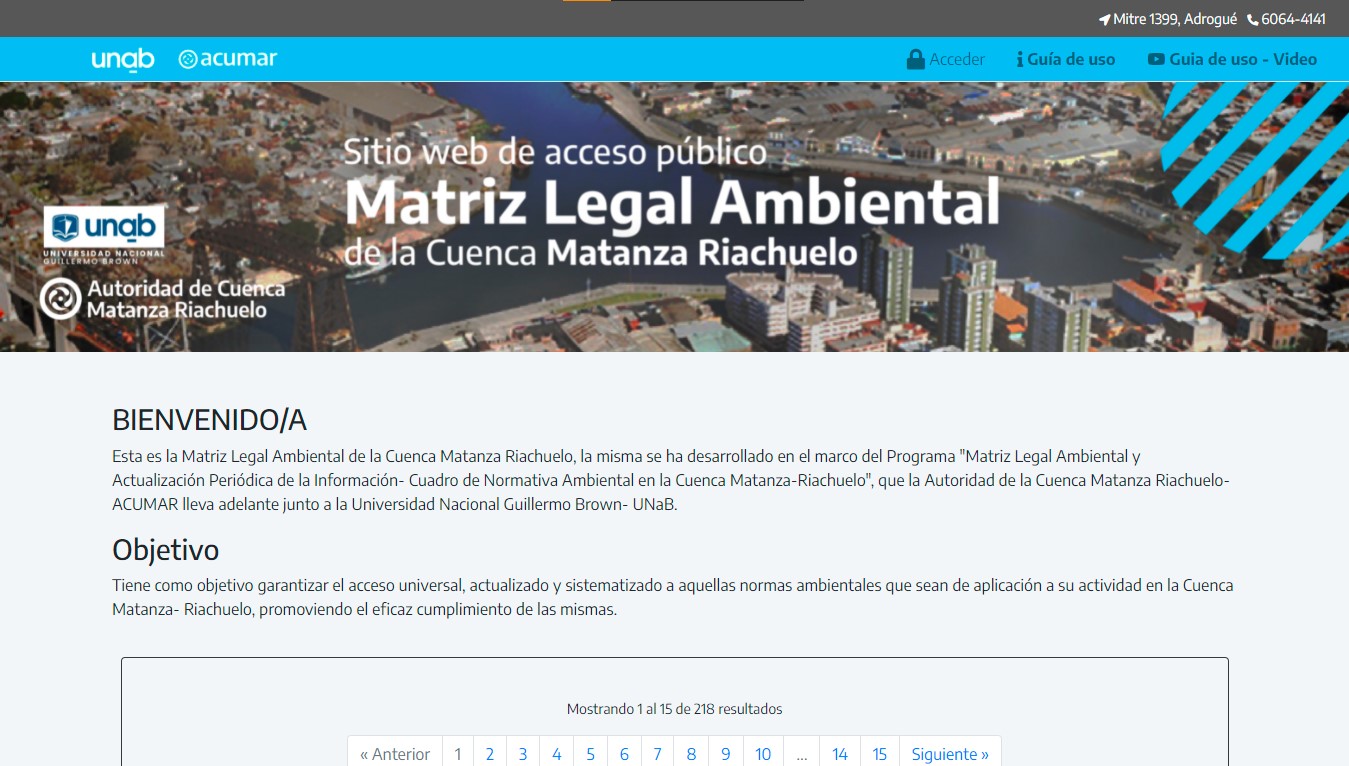 Mitre 1399, Adrogué 6064-4141
unab acumar Acceder Guía de uso Guia de uso - Video
Sitio web de acceso público
Matriz Legal Ambiental
de la Cuenca Matanza Riachuelo
unab
UNIVERSIDAD NACIONAL
GUILLERMO BROWN
Autoridad de Cuenca
Matanza Riachuelo
BIENVENIDO/A
Esta es la Matriz Legal Ambiental de la Cuenca Matanza Riachuelo, la misma se ha desarrollado en el marco del Programa "Matriz Legal Ambiental y
Actualización Periódica de la Información- Cuadro de Normativa Ambiental en la Cuenca Matanza-Riachuelo", que la Autoridad de la Cuenca Matanza Riachuelo-
ACUMAR lleva adelante junto a la Universidad Nacional Guillermo Brown- UNaB.
Objetivo
Tiene como objetivo garantizar el acceso universal, actualizado y sistematizado a aquellas normas ambientales que sean de aplicación a su actividad en la Cuenca
Matanza- Riachuelo, promoviendo el eficaz cumplimiento de las mismas.
Mostrando 1 al 15 de 218 resultados
« Anterior 1 2 3 4 5 6 7 8 9 10 ... 14 15 Siguiente »